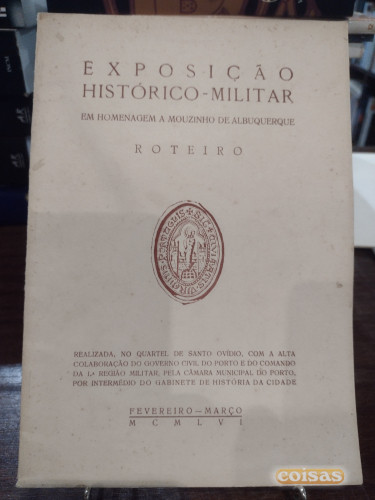 EXPOSIÇÃO
HISTÓRICO-MILITAR
EM HOMENAGEM A MOUZINHO DE ALBUQUERQUE
ROTEIRO
REALIZADA, NO QUARTEL DE SANTO OVÍDIO, COM A ALTA
COLABORAÇÃO DO GOVERNO CIVIL DO PORTO E DO COMANDO
DA I.ª REGIÃO MILITAR, PELA CÂMARA MUNICIPAL DO PORTO,
POR INTERMÉDIO DO GABINETE DE HISTÓRIA DA CIDADE
FEVEREIRO—MARÇO
MCMLVI
coisas